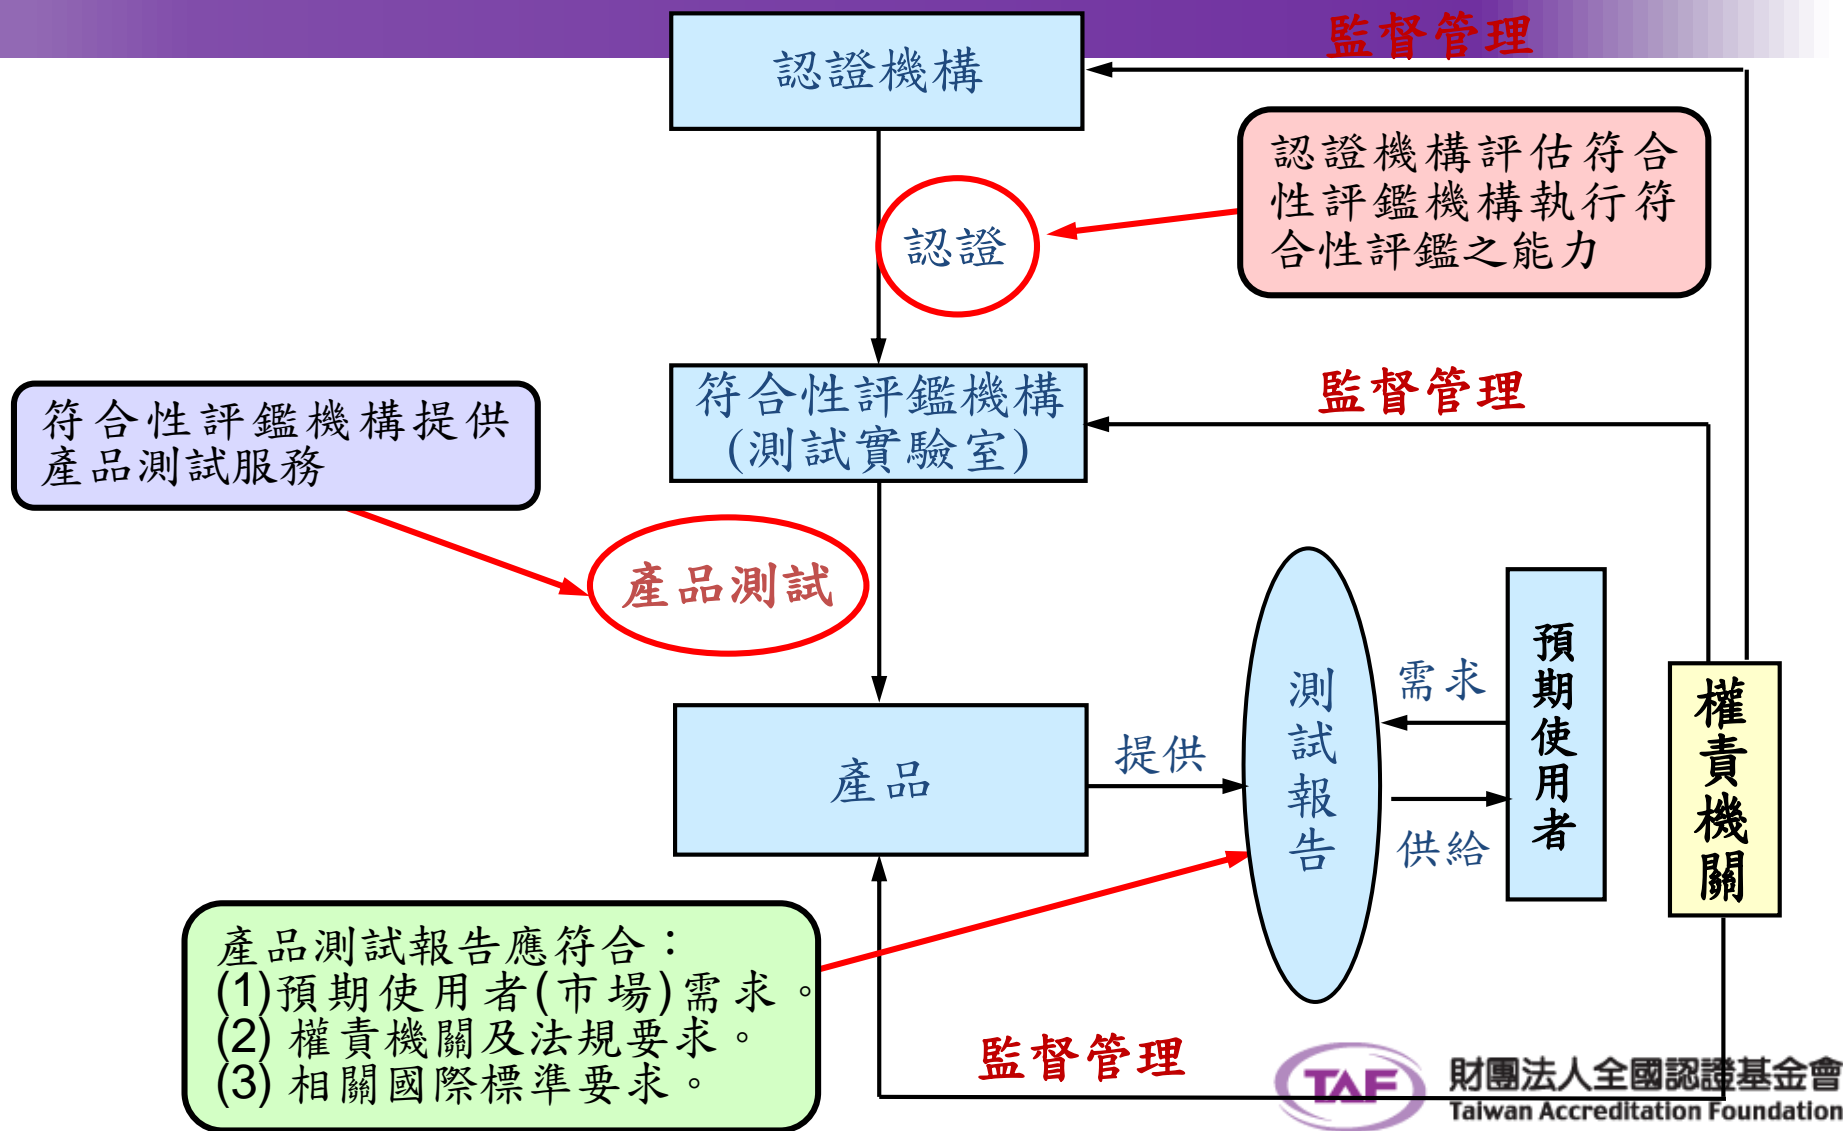 監督管理
認證機構
認證機構評估符合
性評鑑機構執行符
合性評鑑之能力
認證
監督管理
符合性評鑑機構
(測試實驗室)
符合性評鑑機構提供
產品測試服務
產品測試
測試報告
需求
供給
預期使用者
權責機關
產品
提供
產品測試報告應符合：
(1)預期使用者(市場)需求。
(2) 權責機關及法規要求。
(3) 相關國際標準要求。
監督管理
TAF
財團法人全國認證基金會
Taiwan Accreditation Foundation